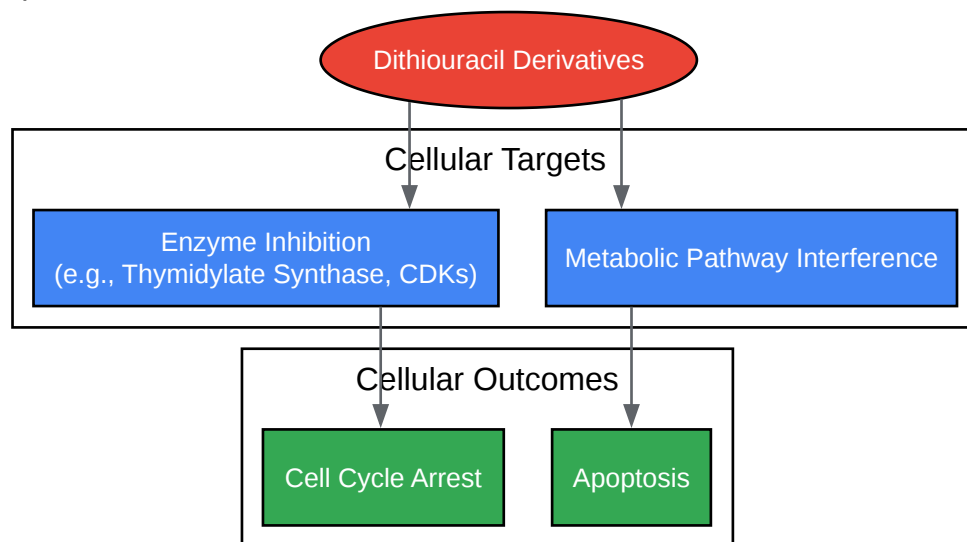 Dithiouracil Derivatives
Cellular Targets
Enzyme Inhibition
(e.g., Thymidylate Synthase, CDKs)
Metabolic Pathway Interference
Cellular Outcomes
Cell Cycle Arrest
Apoptosis